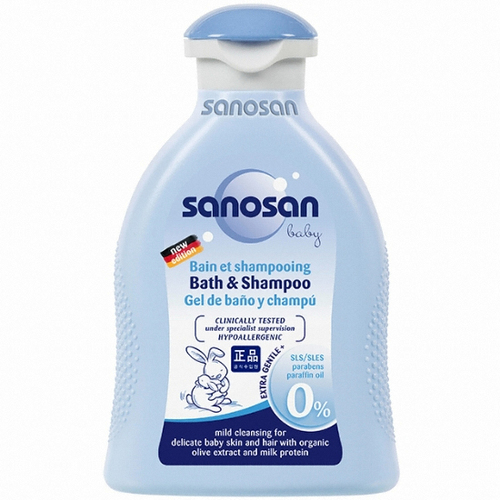 sanosan
sanosan
baby
new
edition
Bain et shampooing
Bath & Shampoo
Gel de baño y champú
CLINICALLY TESTED
under specialist supervision
HYPOALLERGENIC
正品
EXTRA GENTLE +
SLS/SLES
parabens
paraffin oil
0%
mild cleansing for
delicate baby skin and hair with organic
olive extract and milk protein